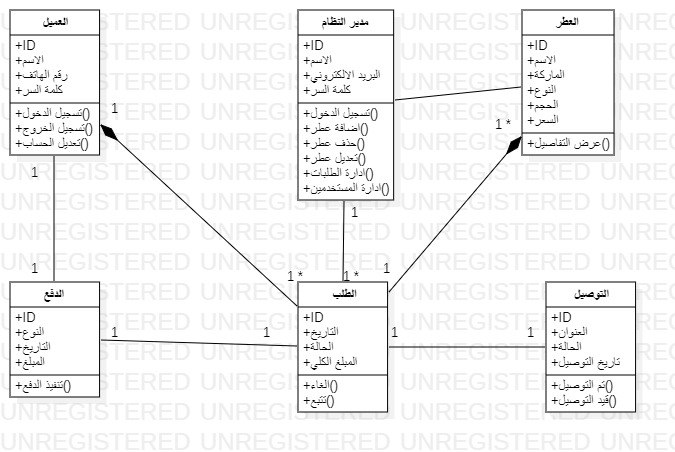 العميل
+ID
+الاسم
+رقم الهاتف
+كلمة السر
+تسجيل الدخول()
+تسجيل الخروج()
+تعديل الحساب()
مدير النظام
+ID
+الاسم
+البريد الالكتروني
+كلمة السر
+تسجيل الدخول()
+اضافة عطر()
+حذف عطر()
+تعديل عطر()
+ادارة الطلبات()
+ادارة المستخدمين()
العطر
+ID
+الاسم
+الماركة
+النوع
+الحجم
+السعر
+عرض التفاصيل()
1
1 *
1
1
1
1 *
1 *
1
الدفع
+ID
+النوع
+التاريخ
+المبلغ
+تنفيذ الدفع()
1
1
الطلب
+ID
+التاريخ
+الحالة
+المبلغ الكلي
+الغاء()
+تتبع()
1
1
التوصيل
+ID
+العنوان
+الحالة
+تاريخ التوصيل
+تم التوصيل()
+قيد التوصيل()
UNREGISTERED UNREGISTERED UNREGISTERED